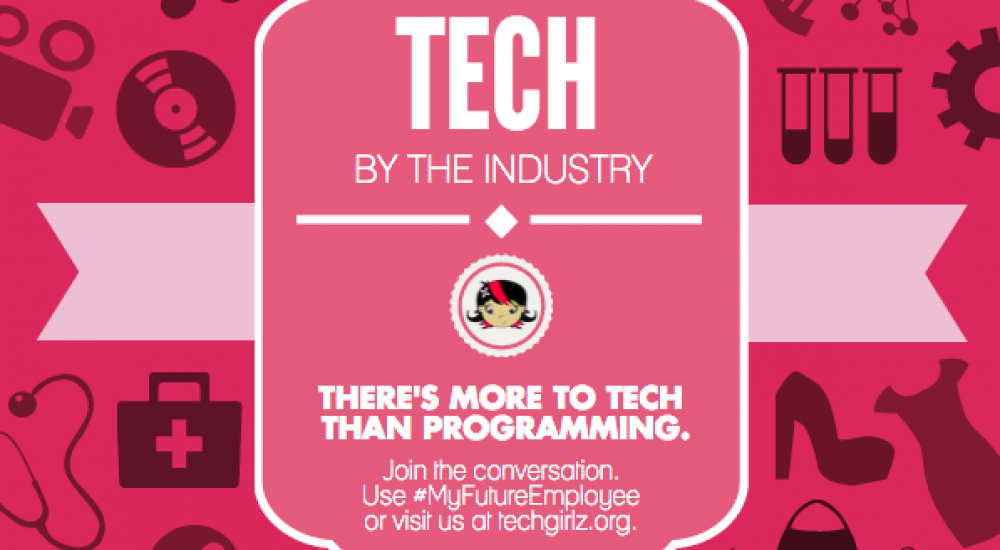 TECH
BY THE INDUSTRY
THERE'S MORE TO TECH
THAN PROGRAMMING.
Join the conversation.
Use #MyFutureEmployee
or visit us at techgirlz.org.